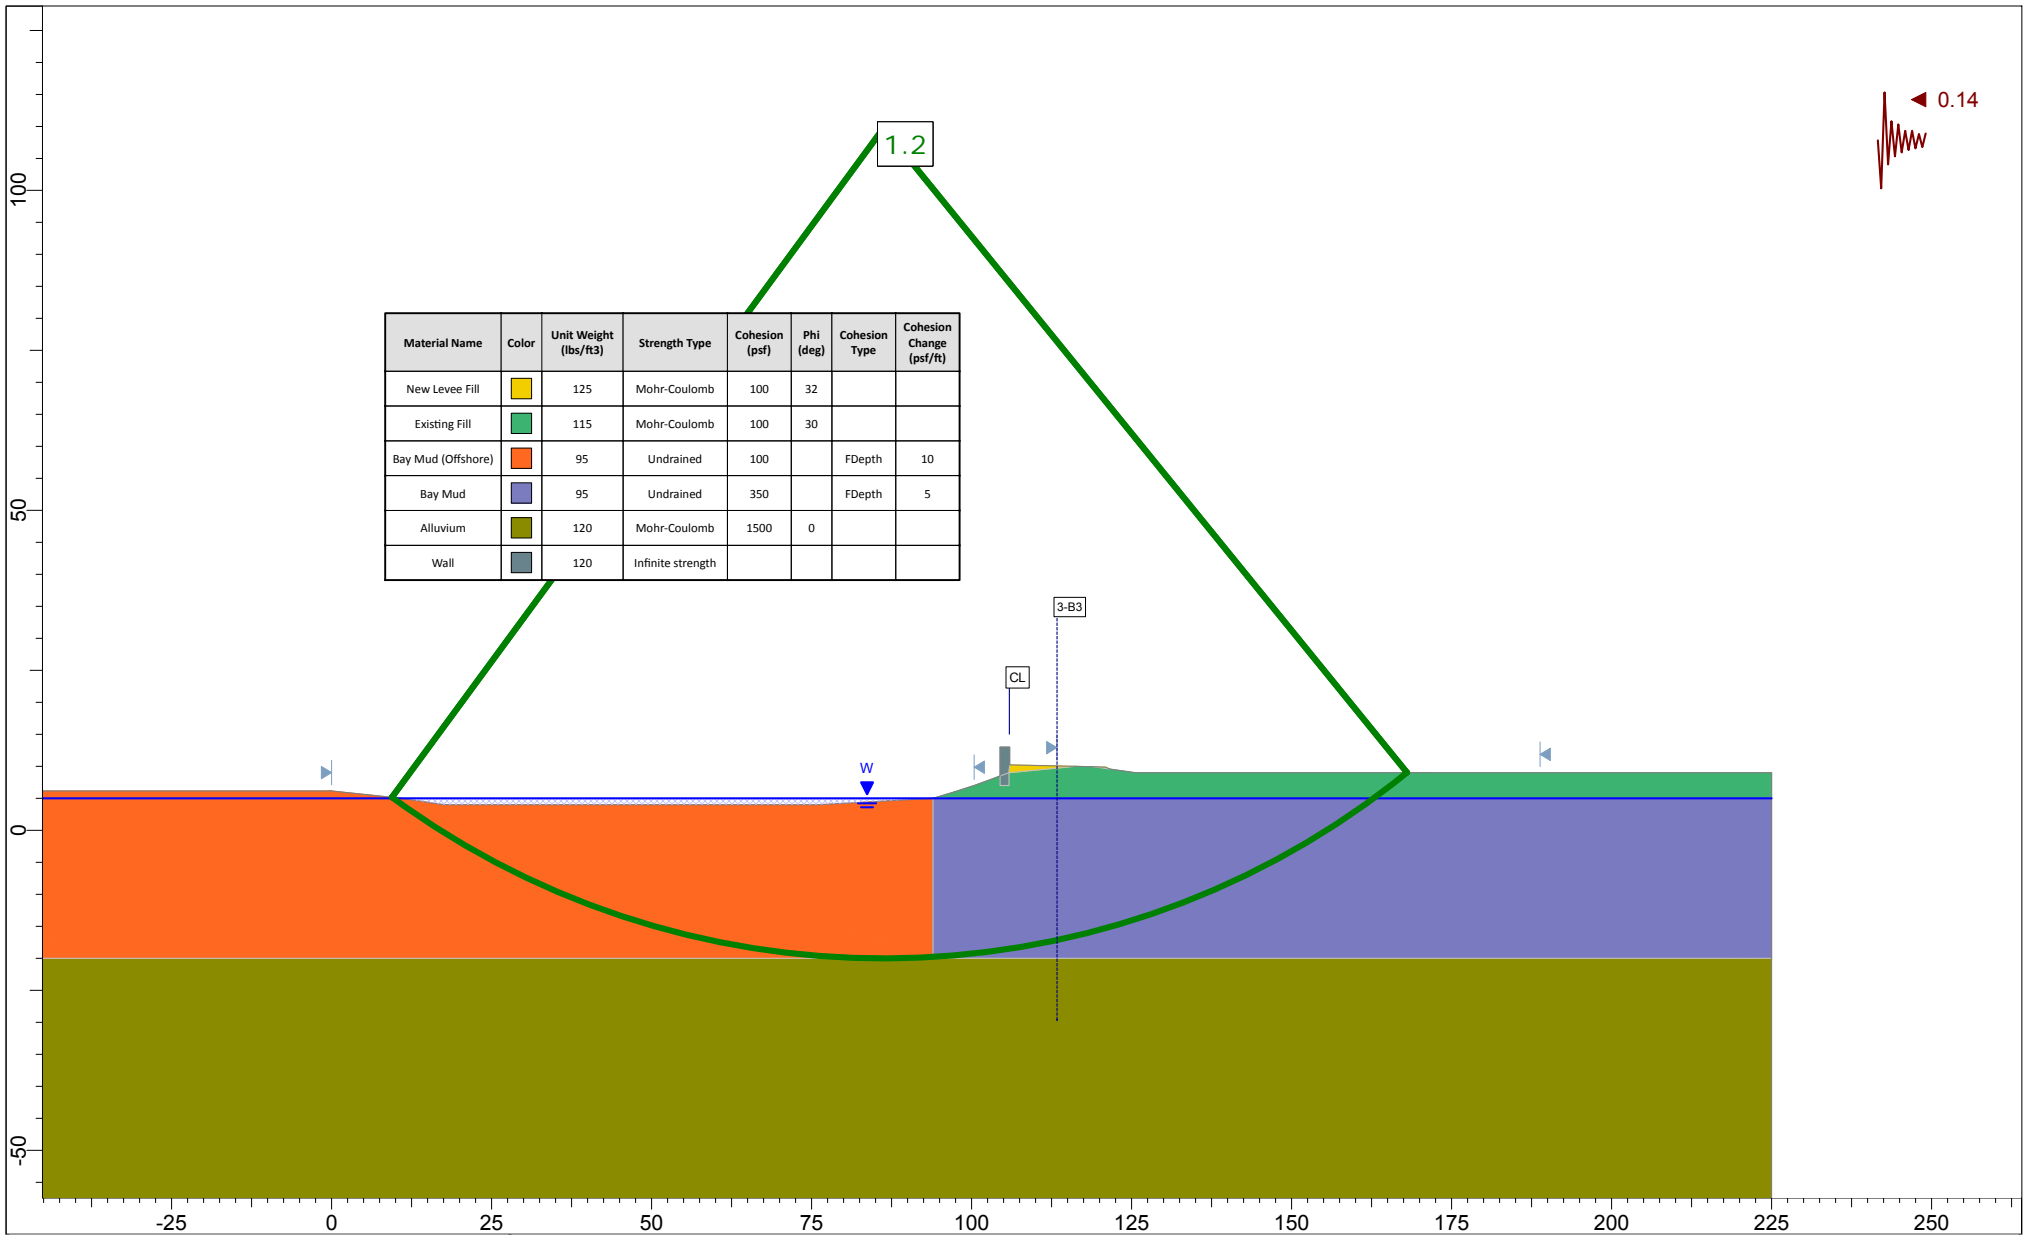 0.14
1.2
100
50
0
-50
Material Name Color Unit Weight (lbs/ft3) Strength Type Cohesion (psf) Phi (deg) Cohesion Type Cohesion Change (psf/ft)
New Levee Fill 125 Mohr-Coulomb 100 32
Existing Fill 115 Mohr-Coulomb 100 30
Bay Mud (Offshore) 95 Undrained 100 FDepth 10
Bay Mud 95 Undrained 350 FDepth 5
Alluvium 120 Mohr-Coulomb 1500 0
Wall 120 Infinite strength
3-B3
CL
W
-25 0 25 50 75 100 125 150 175 200 225 250